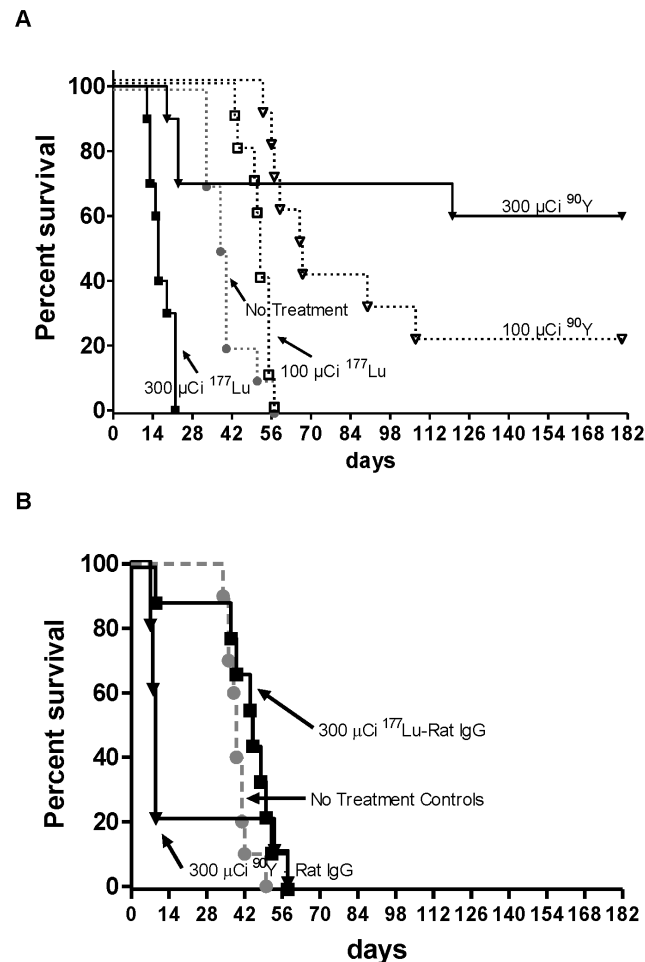 A
Percent survival
100
80
60
40
20
0
300 μCi 90Y
No Treatment
100 μCi 90Y
100 μCi 177Lu
300 μCi 177Lu
0 14 28 42 56 70 84 98 112 126 140 154 168 182
days
B
Percent survival
100
80
60
40
20
0
300 μCi 177Lu-Rat IgG
No Treatment Controls
300 μCi 90Y - Rat IgG
0 14 28 42 56 70 84 98 112 126 140 154 168 182
days